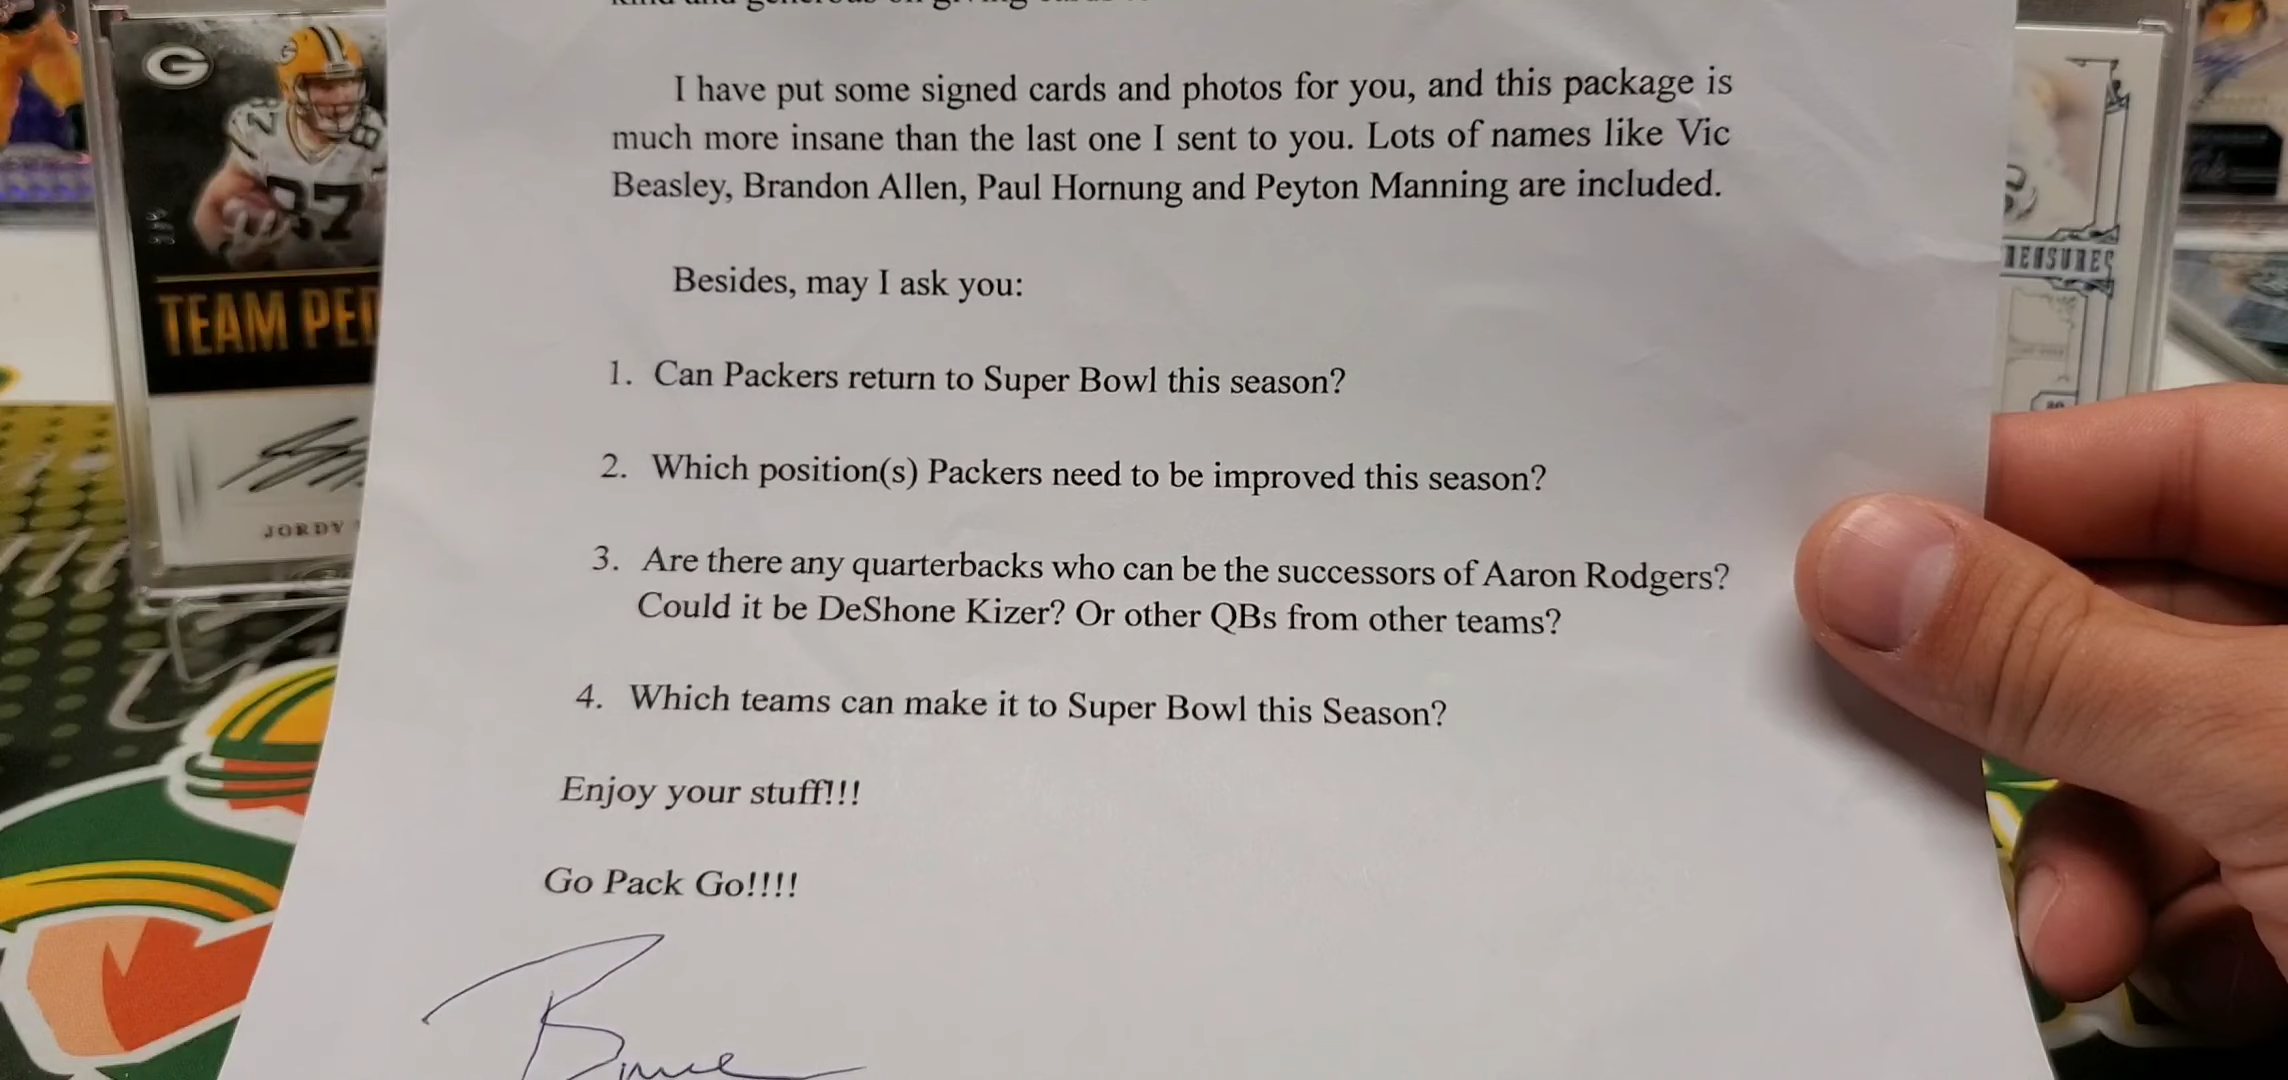 I have put some signed cards and photos for you, and this package is
much more insane than the last one I sent to you. Lots of names like Vic
Beasley, Brandon Allen, Paul Hornung and Peyton Manning are included.
Besides, may I ask you:
1. Can Packers return to Super Bowl this season?
2. Which position(s) Packers need to be improved this season?
3. Are there any quarterbacks who can be the successors of Aaron Rodgers?
Could it be DeShone Kizer? Or other QBs from other teams?
4. Which teams can make it to Super Bowl this Season?
Enjoy your stuff!!!
Go Pack Go!!!!
G
87
TEAM
JORDY